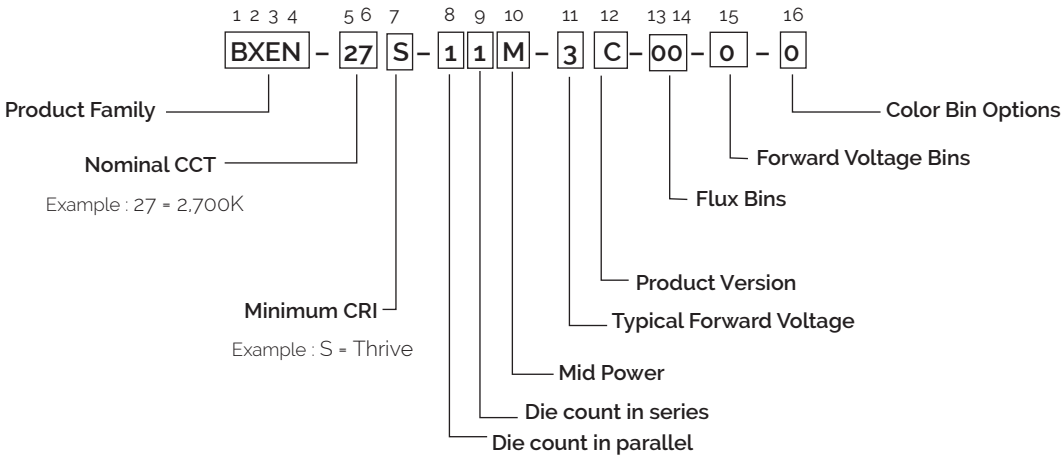 1 2 3 4 5 6 7 8 9 10 11 12 13 14 15 16
BXEN – 27 S – 1 1 M – 3 C – 00 – 0 – 0
Product Family
Color Bin Options
Nominal CCT
Forward Voltage Bins
Example : 27 = 2,700K
Flux Bins
Product Version
Minimum CRI
Typical Forward Voltage
Example : S = Thrive
Mid Power
Die count in series
Die count in parallel